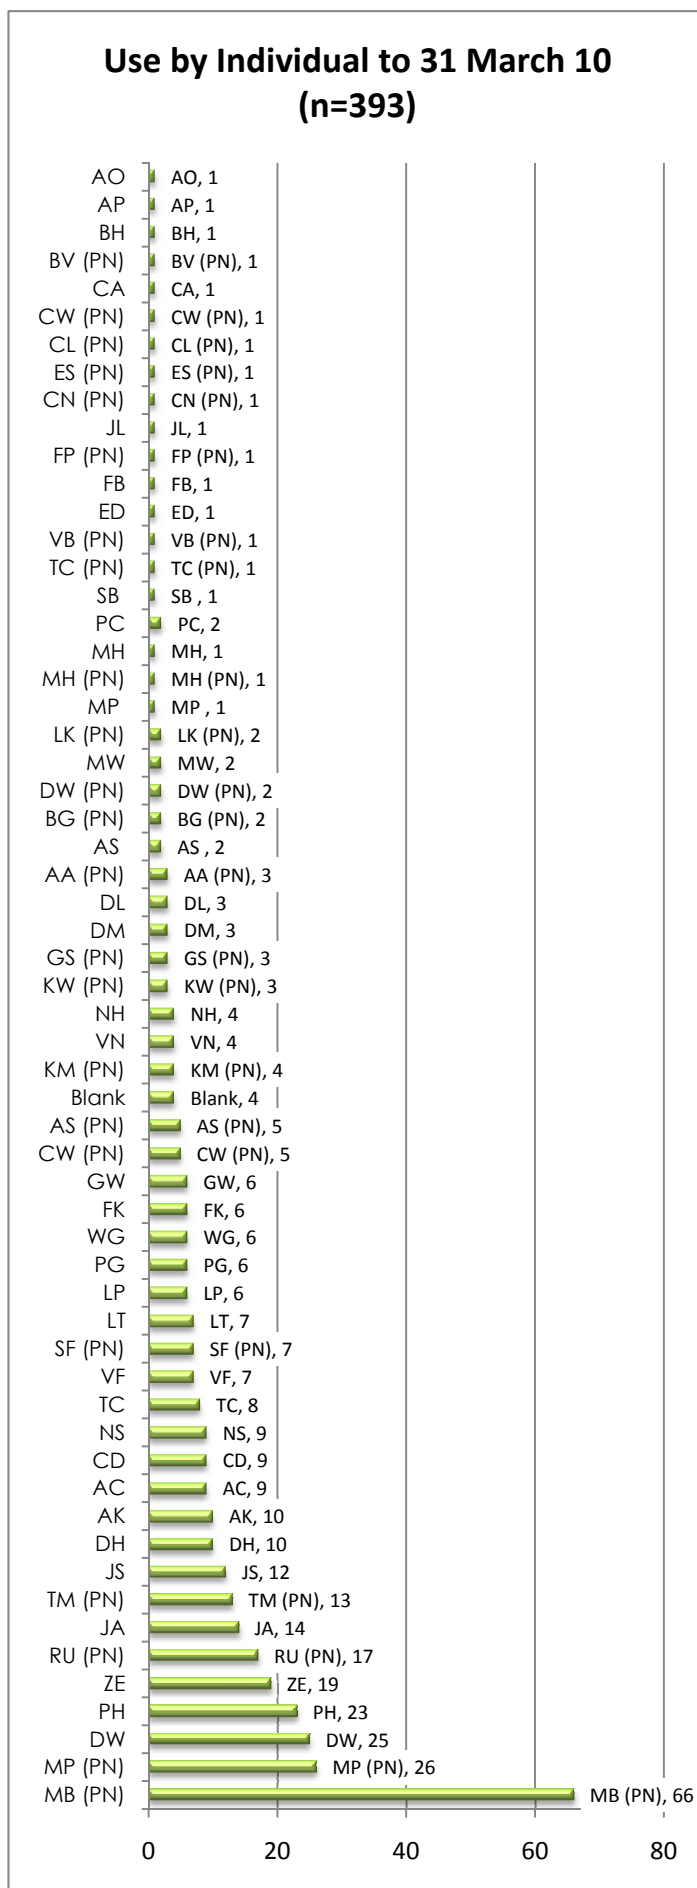 Use by Individual to 31 March 10
(n=393)
AO AO, 1
AP AP, 1
BH BH, 1
BV (PN) BV (PN), 1
CA CA, 1
CW (PN) CW (PN), 1
CL (PN) CL (PN), 1
ES (PN) ES (PN), 1
CN (PN) CN (PN), 1
JL JL, 1
FP (PN) FP (PN), 1
FB FB, 1
ED ED, 1
VB (PN) VB (PN), 1
TC (PN) TC (PN), 1
SB SB , 1
PC PC, 2
MH MH, 1
MH (PN) MH (PN), 1
MP MP , 1
LK (PN) LK (PN), 2
MW MW, 2
DW (PN) DW (PN), 2
BG (PN) BG (PN), 2
AS AS , 2
AA (PN) AA (PN), 3
DL DL, 3
DM DM, 3
GS (PN) GS (PN), 3
KW (PN) KW (PN), 3
NH NH, 4
VN VN, 4
KM (PN) KM (PN), 4
Blank Blank, 4
AS (PN) AS (PN), 5
CW (PN) CW (PN), 5
GW GW, 6
FK FK, 6
WG WG, 6
PG PG, 6
LP LP, 6
LT LT, 7
SF (PN) SF (PN), 7
VF VF, 7
TC TC, 8
NS NS, 9
CD CD, 9
AC AC, 9
AK AK, 10
DH DH, 10
JS JS, 12
TM (PN) TM (PN), 13
JA JA, 14
RU (PN) RU (PN), 17
ZE ZE, 19
PH PH, 23
DW DW, 25
MP (PN) MP (PN), 26
MB (PN) MB (PN), 66
0 20 40 60 80